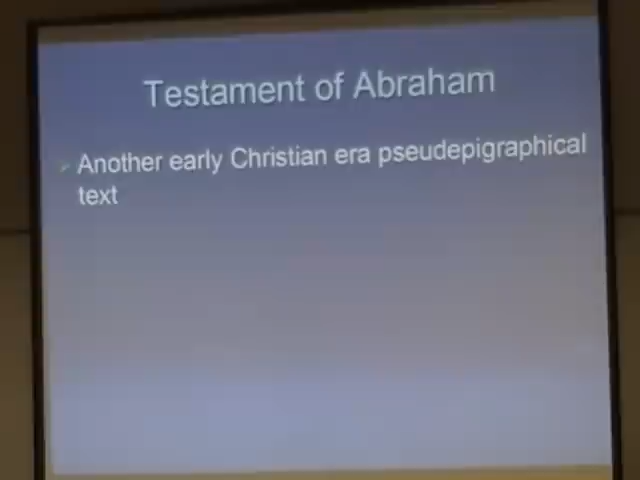 Testament of Abraham
Another early Christian era pseudepigraphical
text